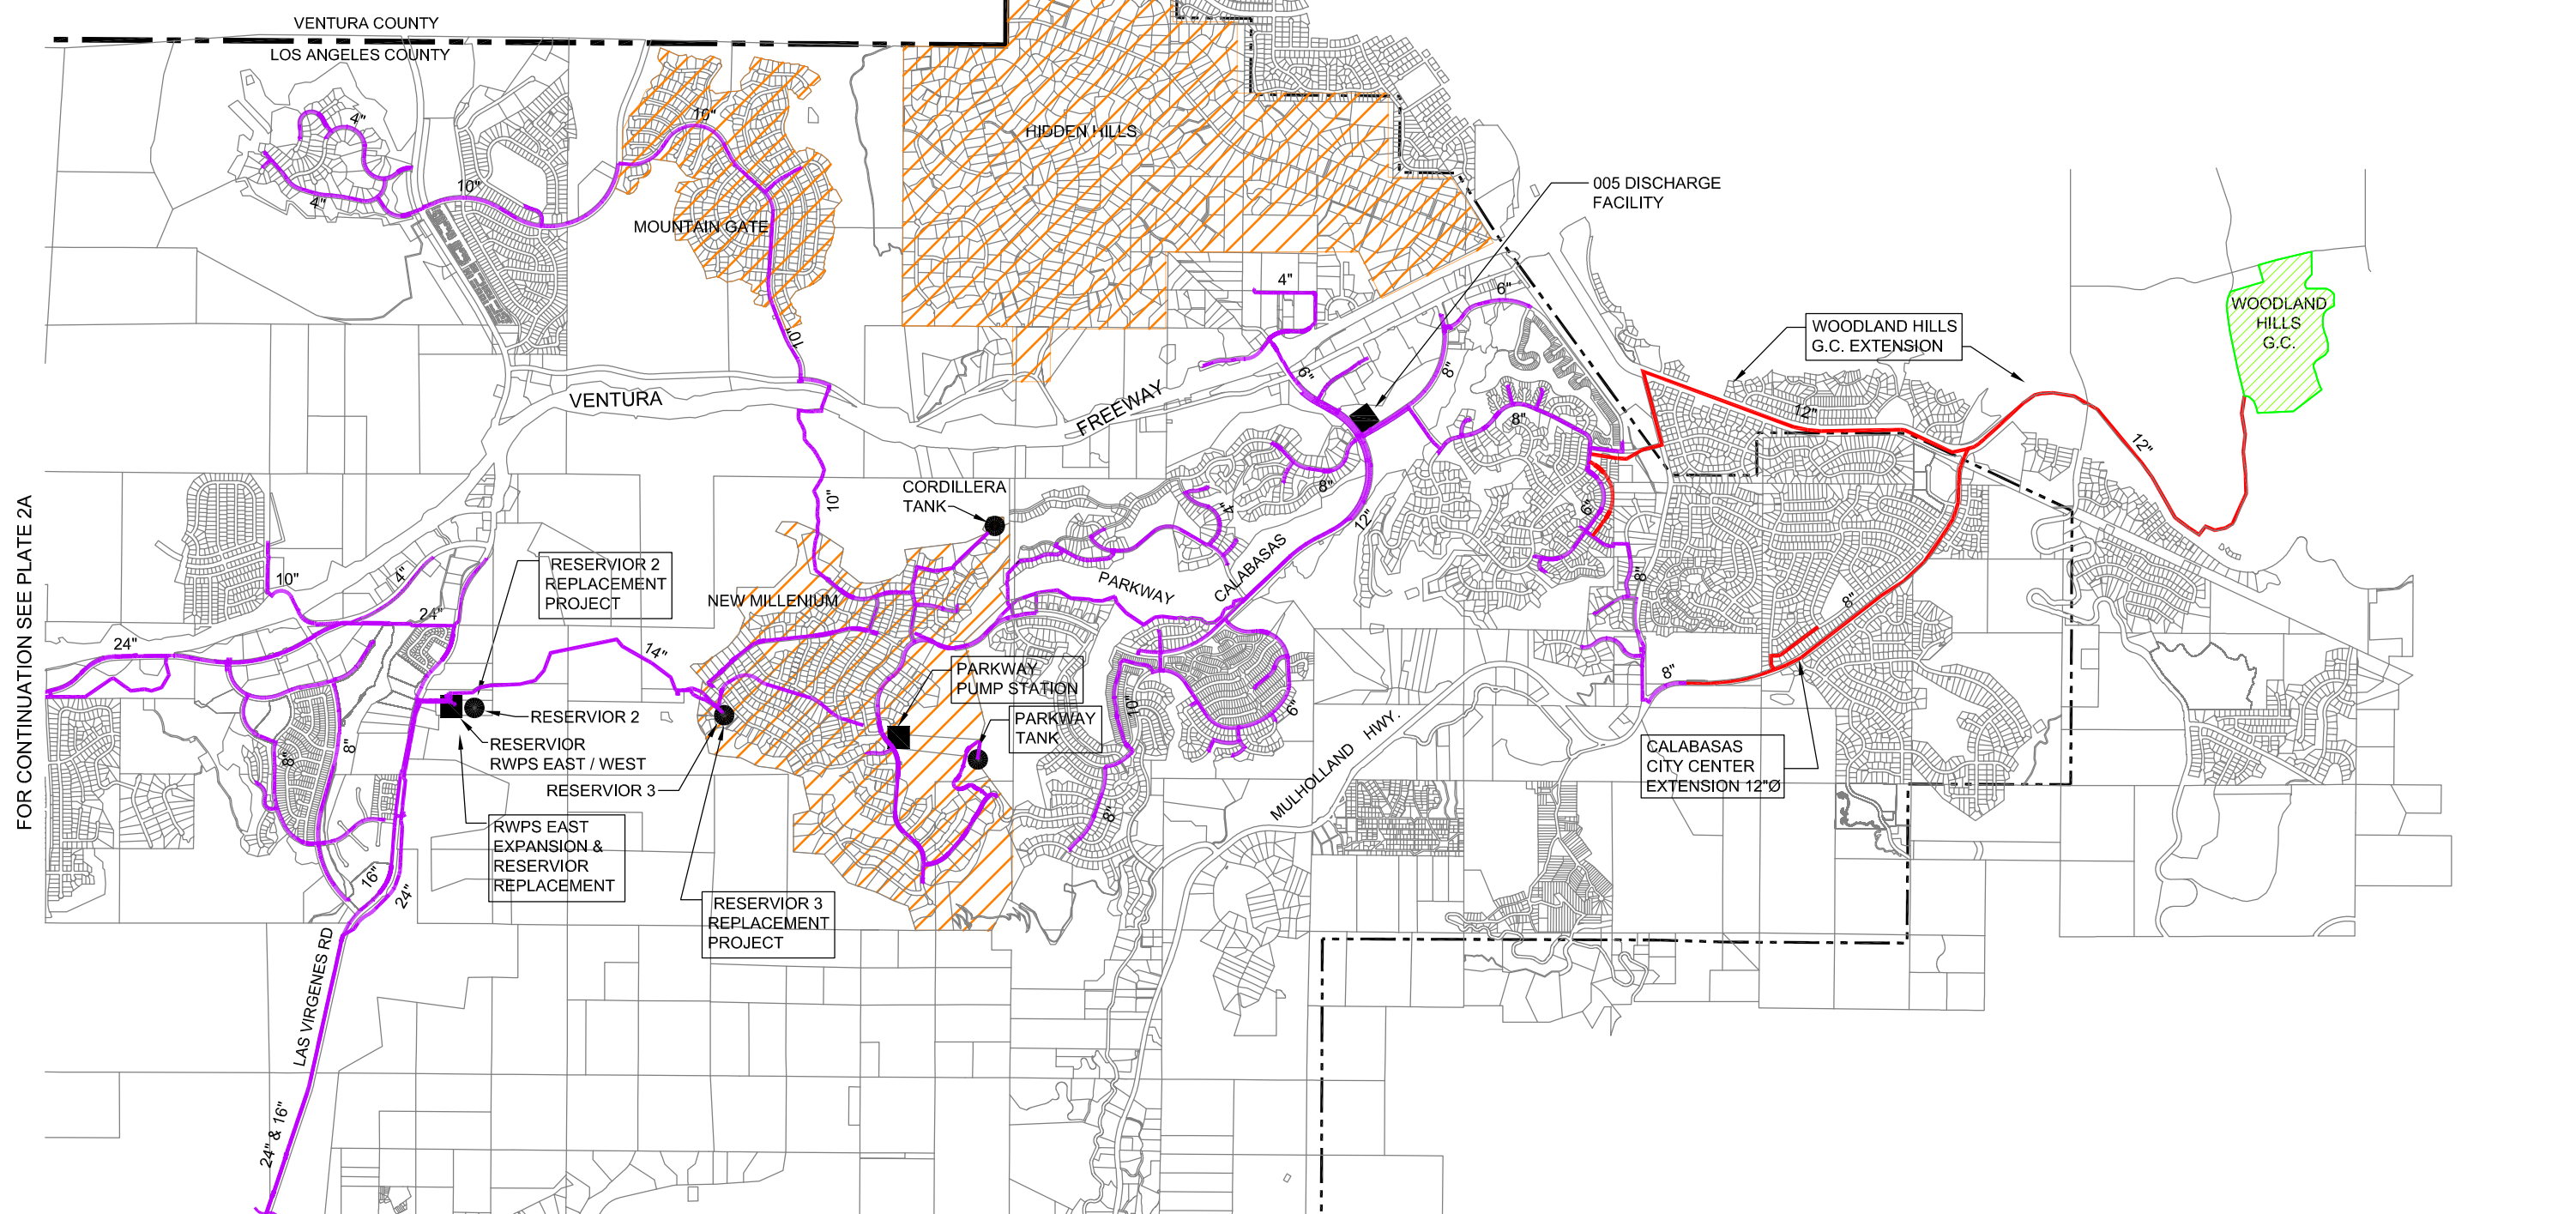 VENTURA COUNTY
LOS ANGELES COUNTY
4"
4"
10"
10"
MOUNTAIN GATE
10"
HIDDEN HILLS
005 DISCHARGE
FACILITY
4"
6"
6"
8"
WOODLAND HILLS
G.C. EXTENSION
WOODLAND
HILLS
G.C.
12"
12"
VENTURA
FREEWAY
10"
CORDILLERA
TANK
8"
8"
4"
12"
6"
8"
CALABASAS
PARKWAY
FOR CONTINUATION SEE PLATE 2A
10"
4"
24"
24"
RESERVIOR 2
REPLACEMENT
PROJECT
14"
NEW MILLENIUM
PARKWAY
PUMP STATION
PARKWAY
TANK
10"
6"
8"
8"
8"
RESERVIOR 2
RESERVIOR
RWPS EAST / WEST
RESERVIOR 3
8"
8"
MULHOLLAND HWY.
CALABASAS
CITY CENTER
EXTENSION 12"Ø
RWPS EAST
EXPANSION &
RESERVIOR
REPLACEMENT
16"
24"
RESERVIOR 3
REPLACEMENT
PROJECT
LAS VIRGENES RD
24" & 16"